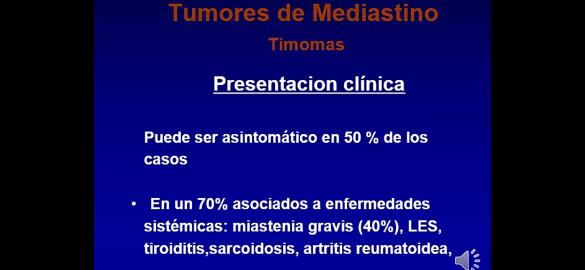 Tumores de Mediastino
Timomas
Presentacion clínica
Puede ser asintomático en 50 % de los
casos
• En un 70% asociados a enfermedades
sistémicas: miastenia gravis (40%), LES,
tiroiditis,sarcoidosis, artritis reumatoidea,